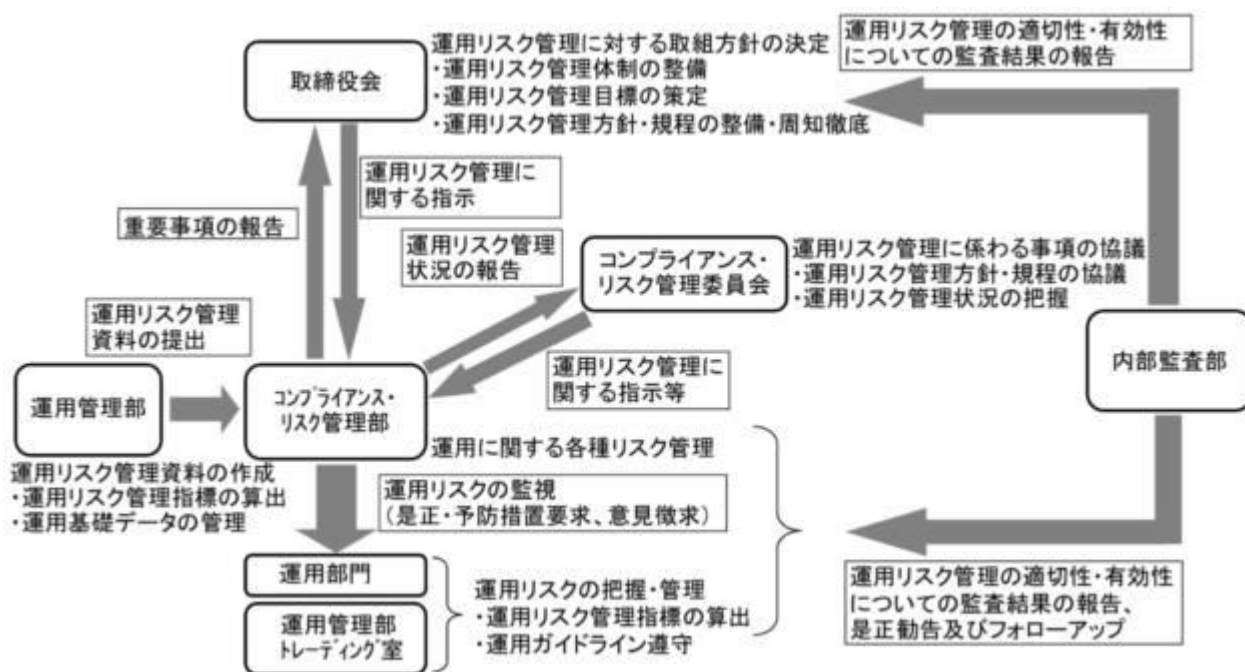 取締役会
運用リスク管理に対する取組方針の決定
・運用リスク管理体制の整備
・運用リスク管理目標の策定
・運用リスク管理方針・規程の整備・周知徹底
運用リスク管理の適切性・有効性
についての監査結果の報告
運用リスク管理に
関する指示
重要事項の報告
運用リスク管理
状況の報告
コンプライアンス・
リスク管理委員会
運用リスク管理に係わる事項の協議
・運用リスク管理方針・規程の協議
・運用リスク管理状況の把握
運用リスク管理
資料の提出
運用リスク管理に
関する指示等
内部監査部
運用管理部
コンプライアンス・
リスク管理部
運用に関する各種リスク管理
運用リスク管理資料の作成
・運用リスク管理指標の算出
・運用基礎データの管理
運用リスクの監視
(是正・予防措置要求、意見徴求)
運用部門
運用管理部
トレーディング室
運用リスクの把握・管理
・運用リスク管理指標の算出
・運用ガイドライン遵守
運用リスク管理の適切性・有効性
についての監査結果の報告、
是正勧告及びフォローアップ